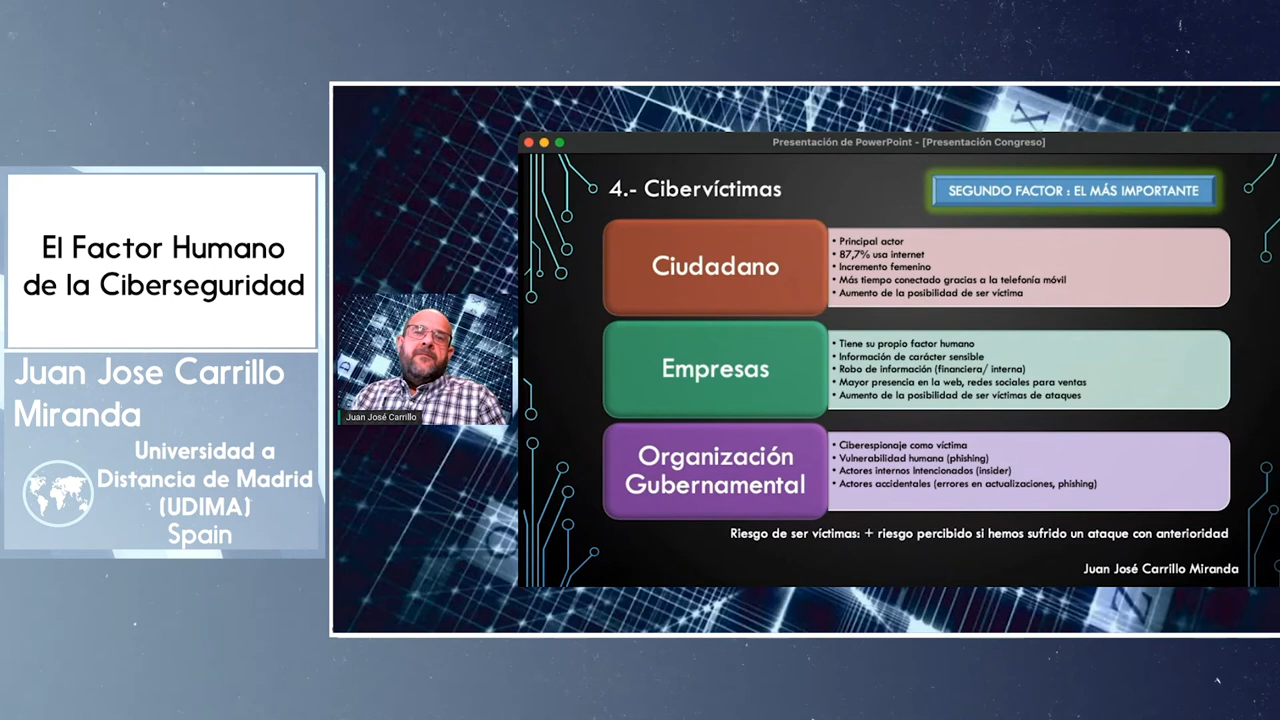 El Factor Humano
de la Ciberseguridad
Juan Jose Carrillo
Miranda
Universidad a
Distancia de Madrid
(UDIMA)
Spain
Juan José Carrillo
Presentación de PowerPoint - [Presentación Congreso]
4.- Cibervíctimas
SEGUNDO FACTOR : EL MÁS IMPORTANTE
Ciudadano
• Principal actor
• 87,7% usa internet
• Incremento femenino
• Más tiempo conectado gracias a la telefonía móvil
• Aumento de la posibilidad de ser víctima
Empresas
• Tiene su propio factor humano
• Información de carácter sensible
• Robo de información (financiera/ interna)
• Mayor presencia en la web, redes sociales para ventas
• Aumento de la posibilidad de ser víctimas de ataques
Organización
Gubernamental
• Ciberespionaje como víctima
• Vulnerabilidad humana (phishing)
• Actores internos Intencionados (insider)
• Actores accidentales (errores en actualizaciones, phishing)
Riesgo de ser víctimas: + riesgo percibido si hemos sufrido un ataque con anterioridad
Juan José Carrillo Miranda